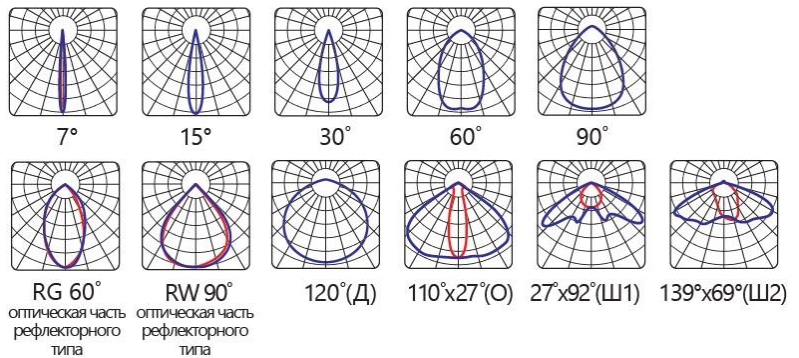 7°
15°
30°
60°
90°
RG 60°
оптическая часть
рефлекторного
типа
RW 90°
оптическая часть
рефлекторного
типа
120°(Д)
110°x27°(О)
27°x92°(Ш1)
139°x69°(Ш2)